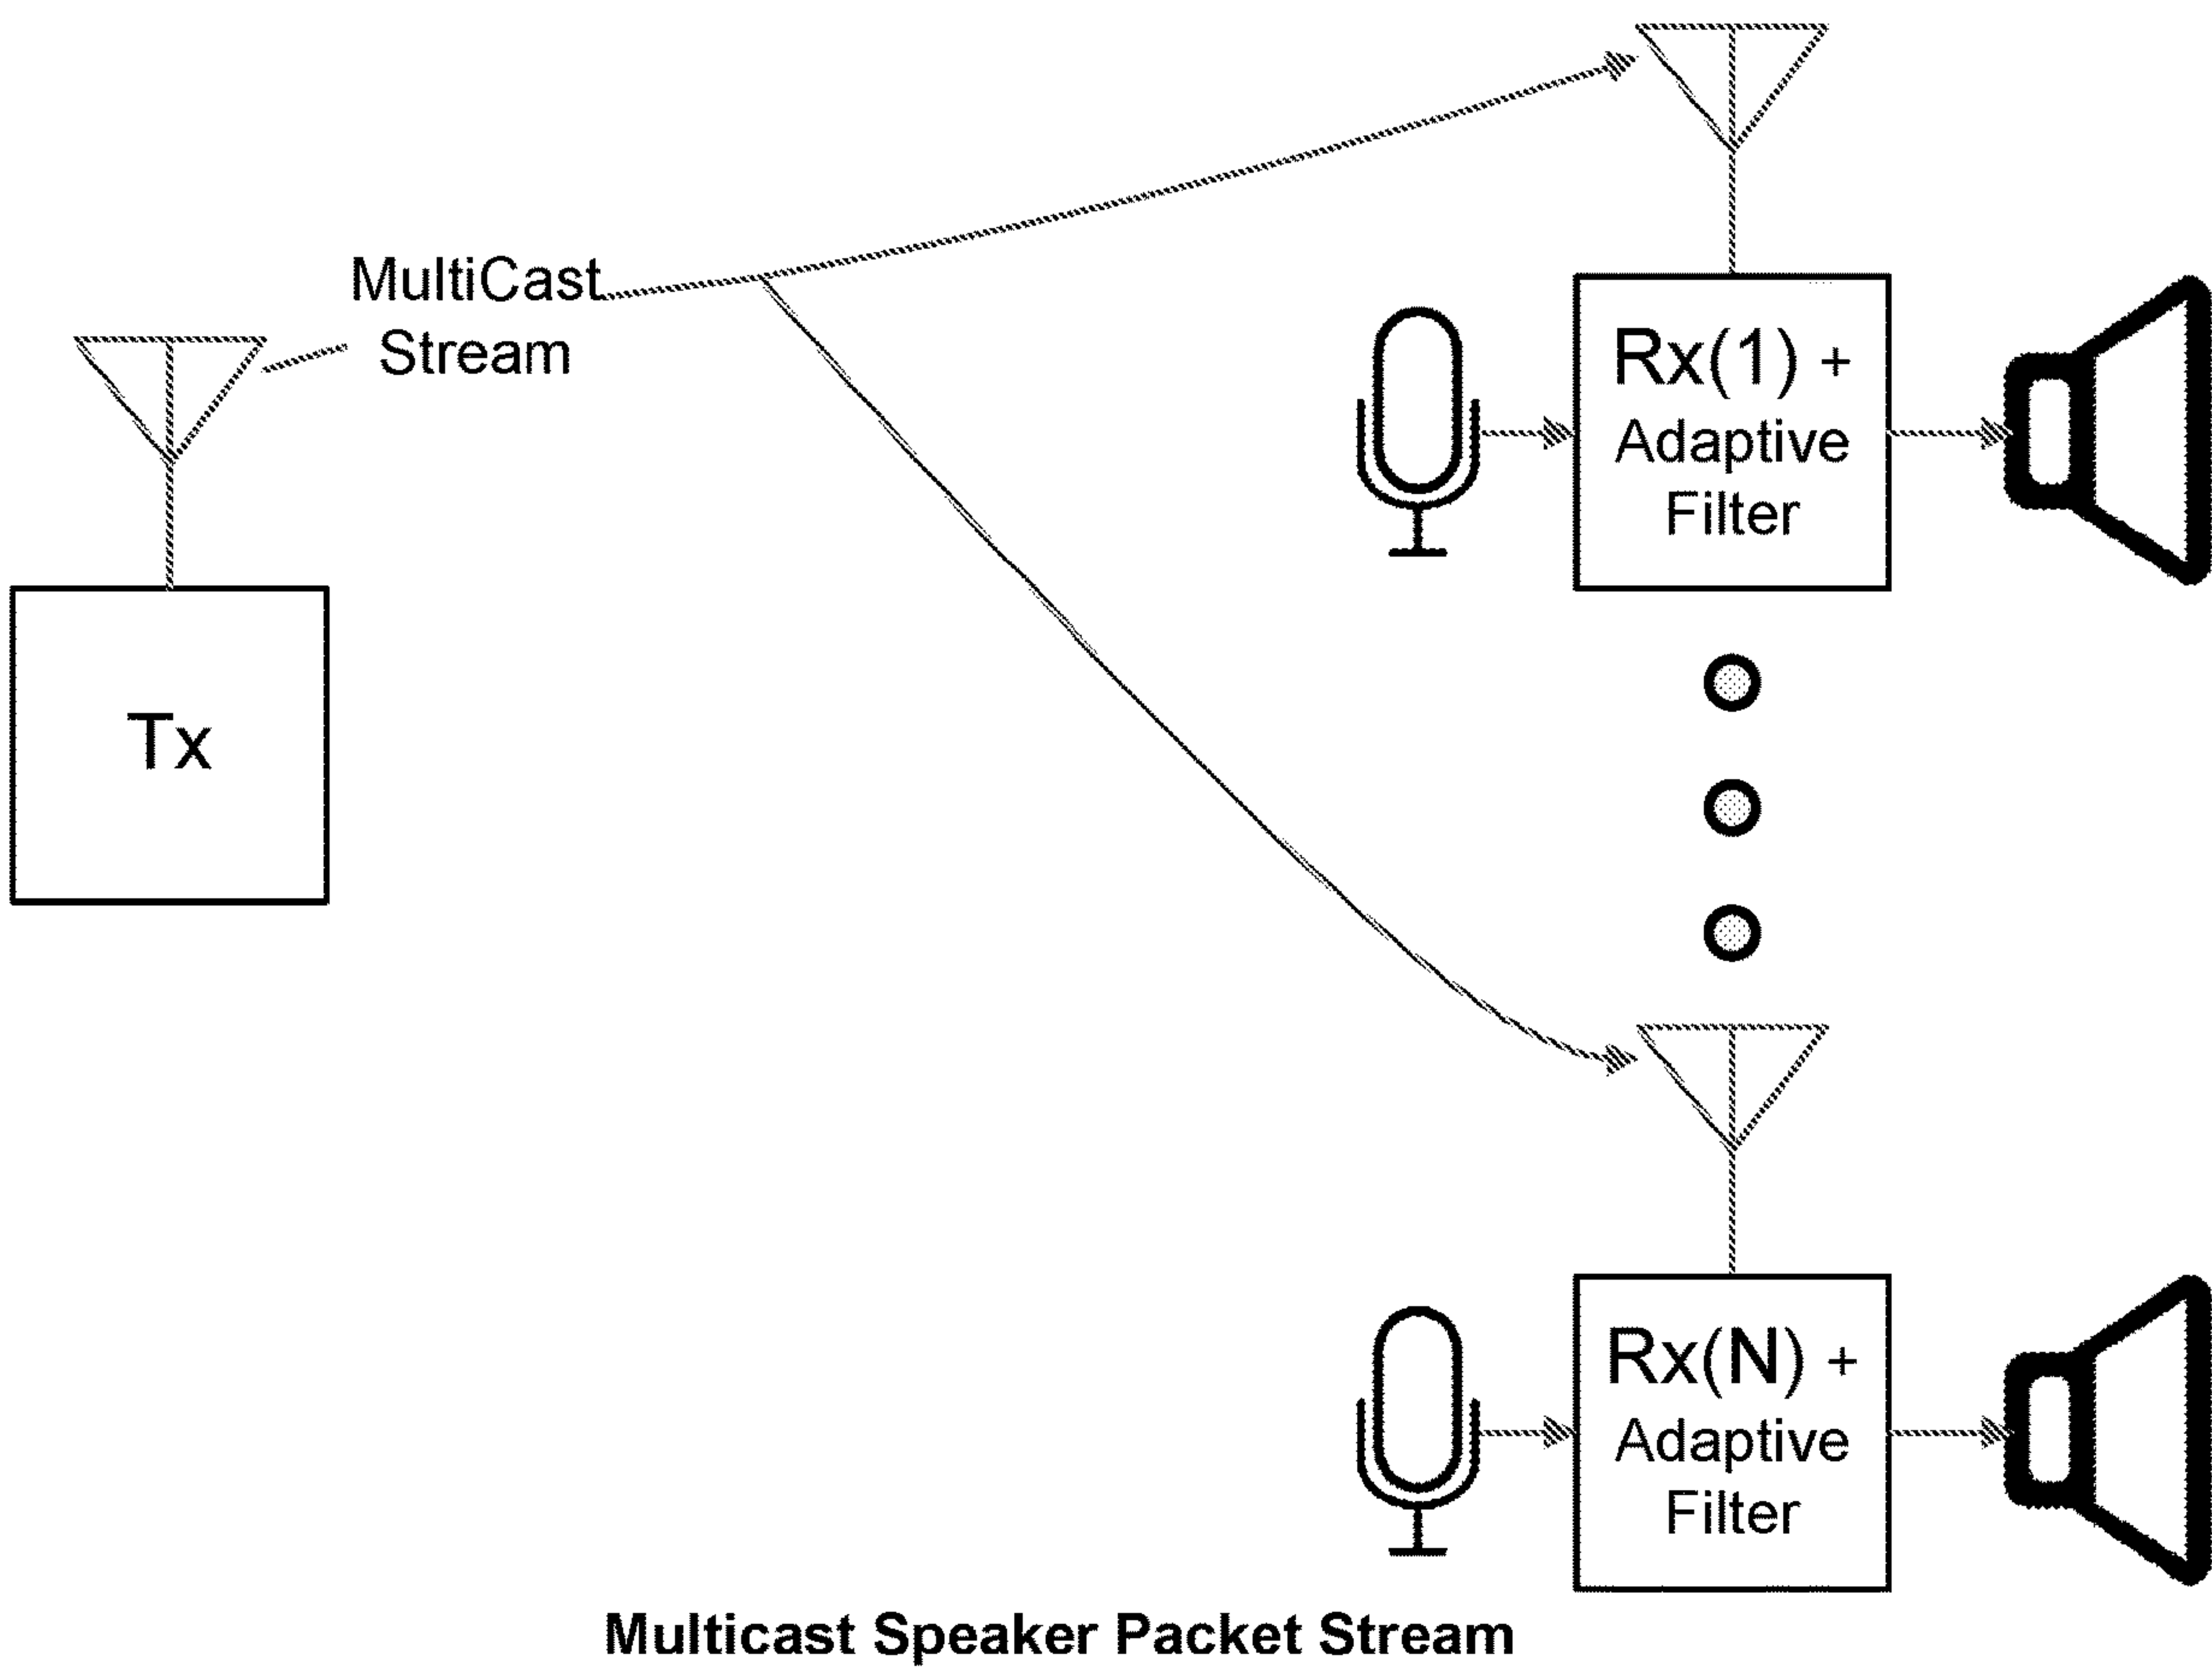 MultiCast
Stream
Tx
Rx(1) +
Adaptive
Filter
Rx(N) +
Adaptive
Filter
Multicast Speaker Packet Stream